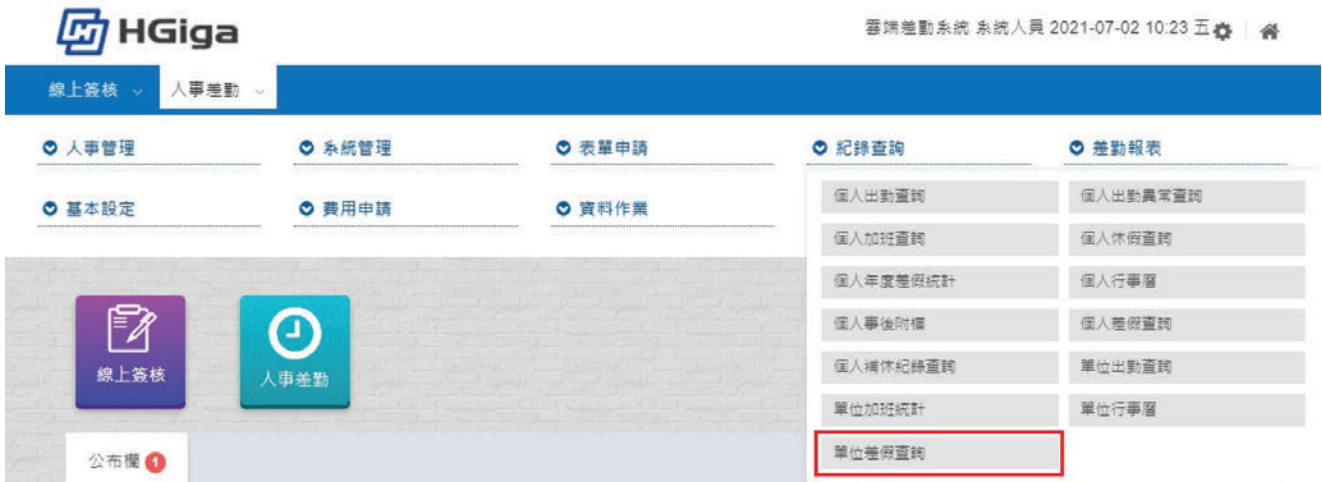 HGiga
雲端差勤系統 系統人員 2021-07-02 10:23 五
線上簽核 人事差勤
人事管理 系統管理 表單申請 紀錄查詢 差勤報表
基本設定 費用申請 資料作業
個人出勤查詢 個人出勤異常查詢
個人加班查詢 個人休假查詢
個人年度差假統計 個人行事曆
個人事後附檔 個人差假查詢
個人補休紀錄查詢 單位出勤查詢
單位加班統計 單位行事曆
單位差假查詢
線上簽核 人事差勤
公布欄 1